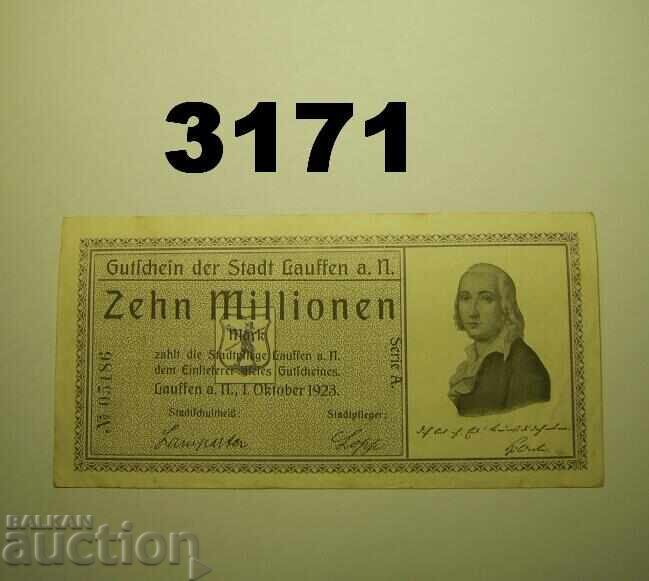 3171
Gutschein der Stadt Lauffen a. N.
Zehn Millionen
Mark
zahlt die Stadtpflege Lauffen a. N.
dem Einlieferer dieses Gutscheines.
Lauffen a. N., 1. Oktober 1923.
Stadtschultheiß: Stadtpfleger:
Lamparter
Serie A.
№ 05186
BALKAN
auction